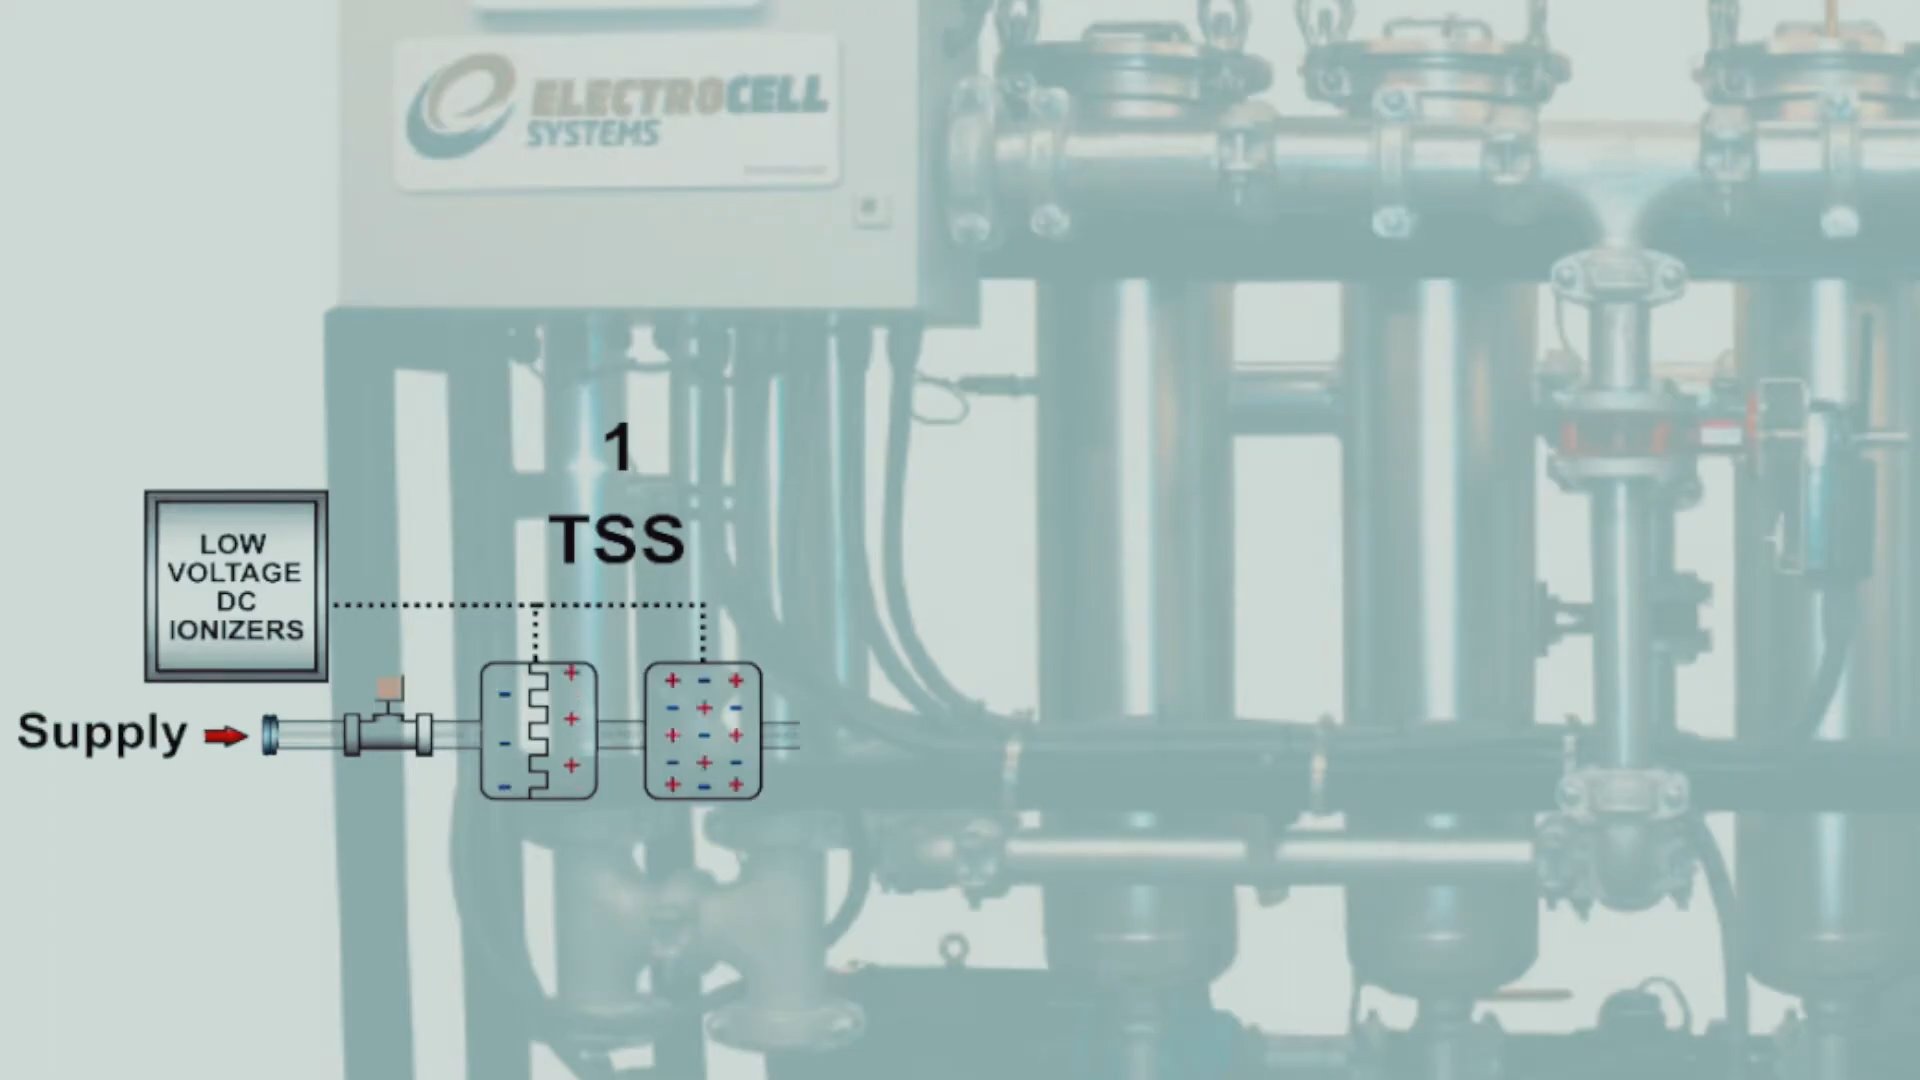 ELECTROCELL
SYSTEMS
1
TSS
LOW
VOLTAGE
DC
IONIZERS
Supply